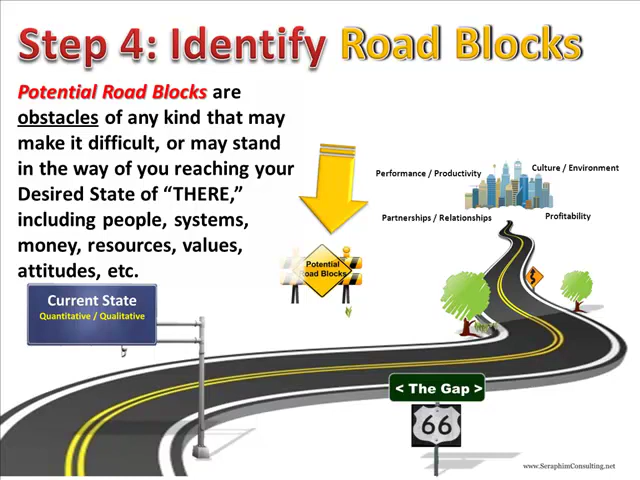 Step 4: Identify Road Blocks
Potential Road Blocks are
obstacles of any kind that may
make it difficult, or may stand
in the way of you reaching your
Desired State of “THERE,”
including people, systems,
money, resources, values,
attitudes, etc.
Performance / Productivity
Culture / Environment
Partnerships / Relationships
Profitability
Potential
Road Blocks
Current State
Quantitative / Qualitative
< The Gap >
66
www.SeraphimConsulting.net